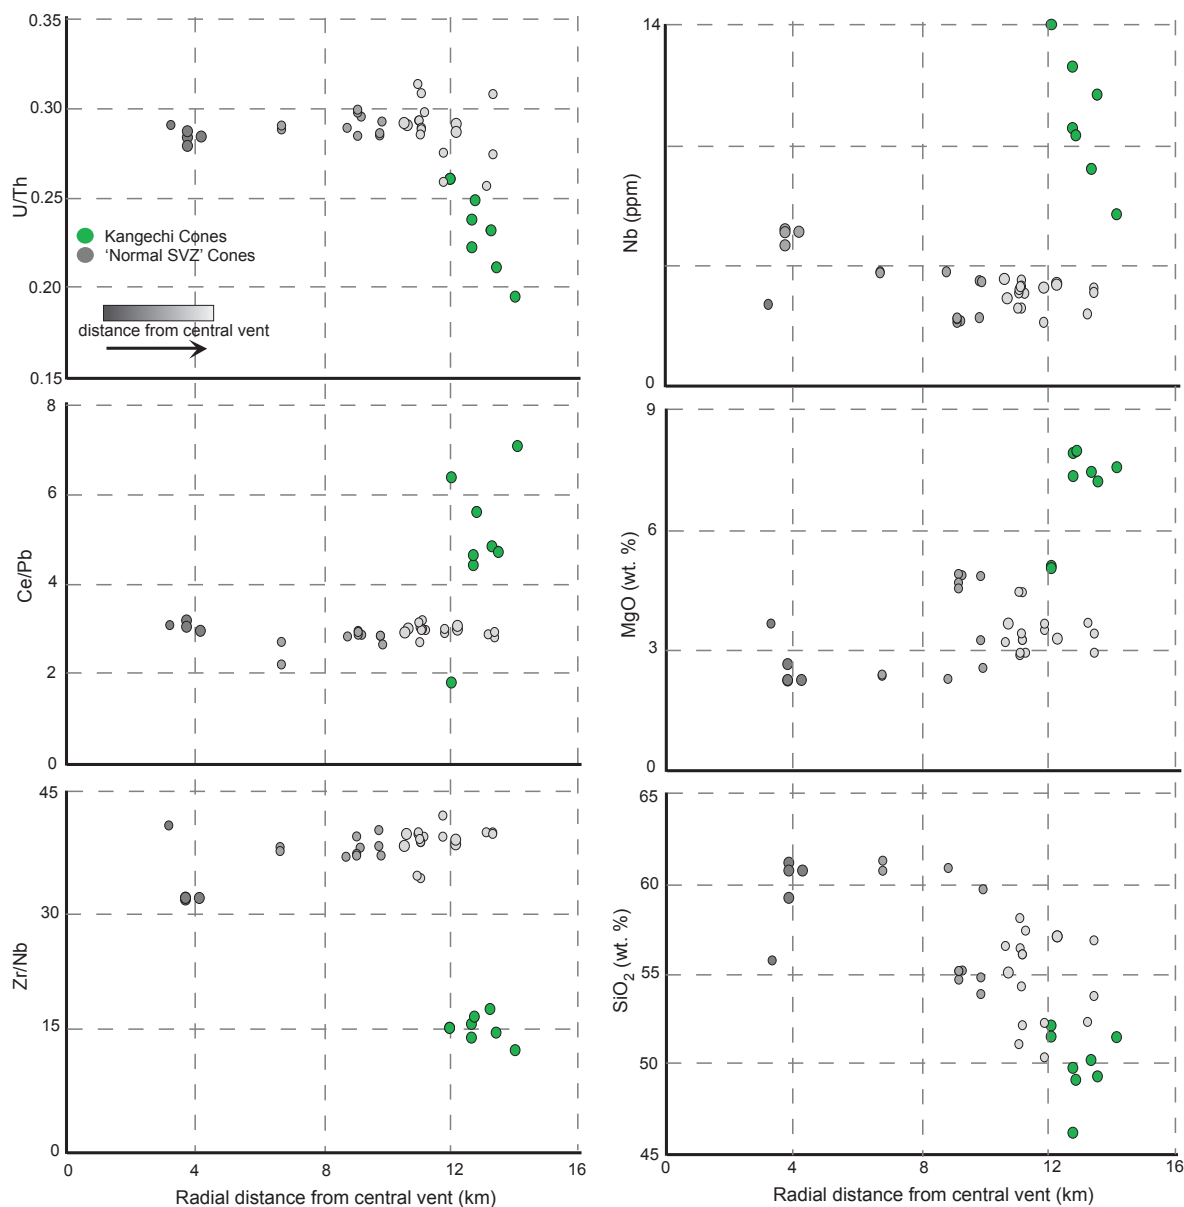 0.35
0.30
0.25
0.20
0.15
U/Th
Kangechi Cones
‘Normal SVZ’ Cones
distance from central vent
14
0
Nb (ppm)
8
6
4
2
0
Ce/Pb
9
6
3
0
MgO (wt. %)
45
30
15
0
Zr/Nb
0 4 8 12 16
Radial distance from central vent (km)
65
60
55
50
45
SiO2 (wt. %)
0 4 8 12 16
Radial distance from central vent (km)